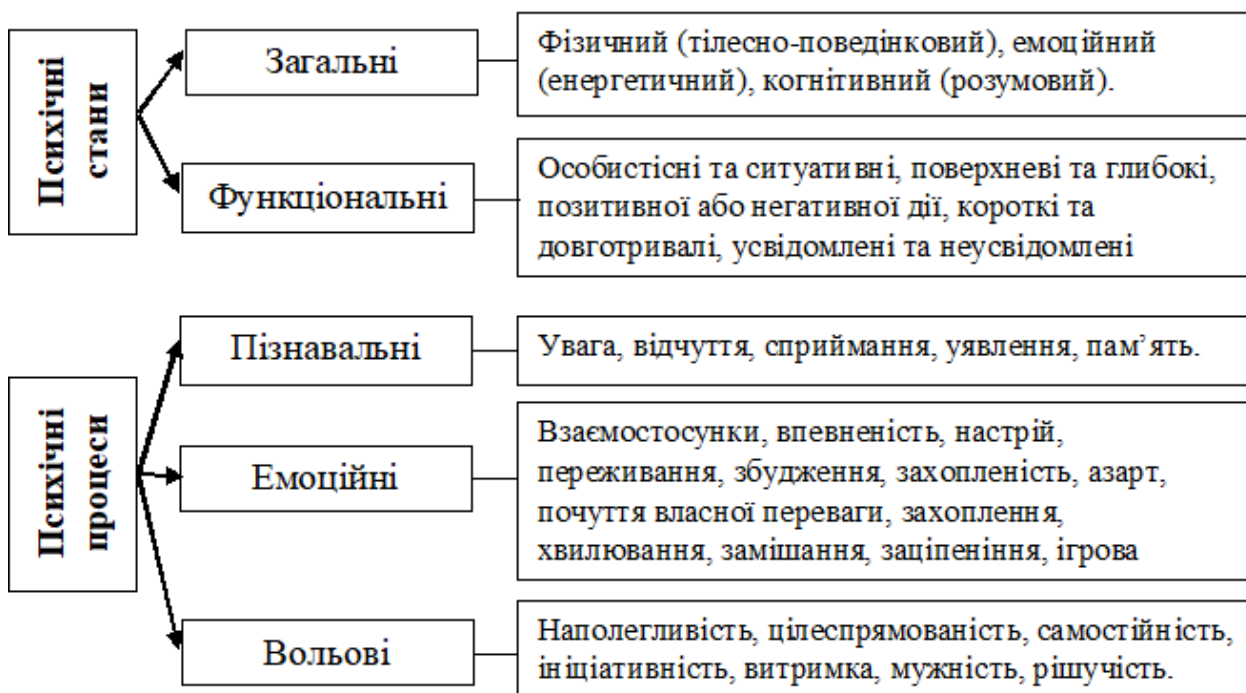 Психічні
стани
Загальні
Фізичний (тілесно-поведінковий), емоційний
(енергетичний), когнітивний (розумовий).
Функціональні
Особистісні та ситуативні, поверхневі та глибокі,
позитивної або негативної дії, короткі та
довготривалі, усвідомлені та неусвідомлені
Психічні
процеси
Пізнавальні
Увага, відчуття, сприймання, уявлення, пам’ять.
Емоційні
Взаємостосунки, впевненість, настрій,
переживання, збудження, захопленість, азарт,
почуття власної переваги, захоплення,
хвилювання, замішання, заціпеніння, ігрова
Вольові
Наполегливість, цілеспрямованість, самостійність,
ініціативність, витримка, мужність, рішучість.